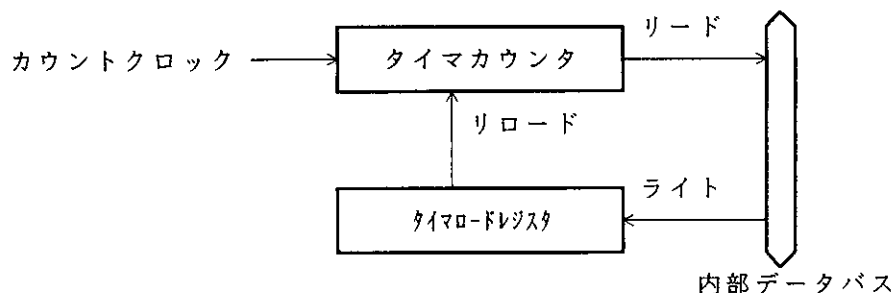 リード
カウントクロック
タイマカウンタ
リロード
ライト
ﾀｲﾏﾛｰﾄﾞﾚｼﾞｽﾀ
内部データバス